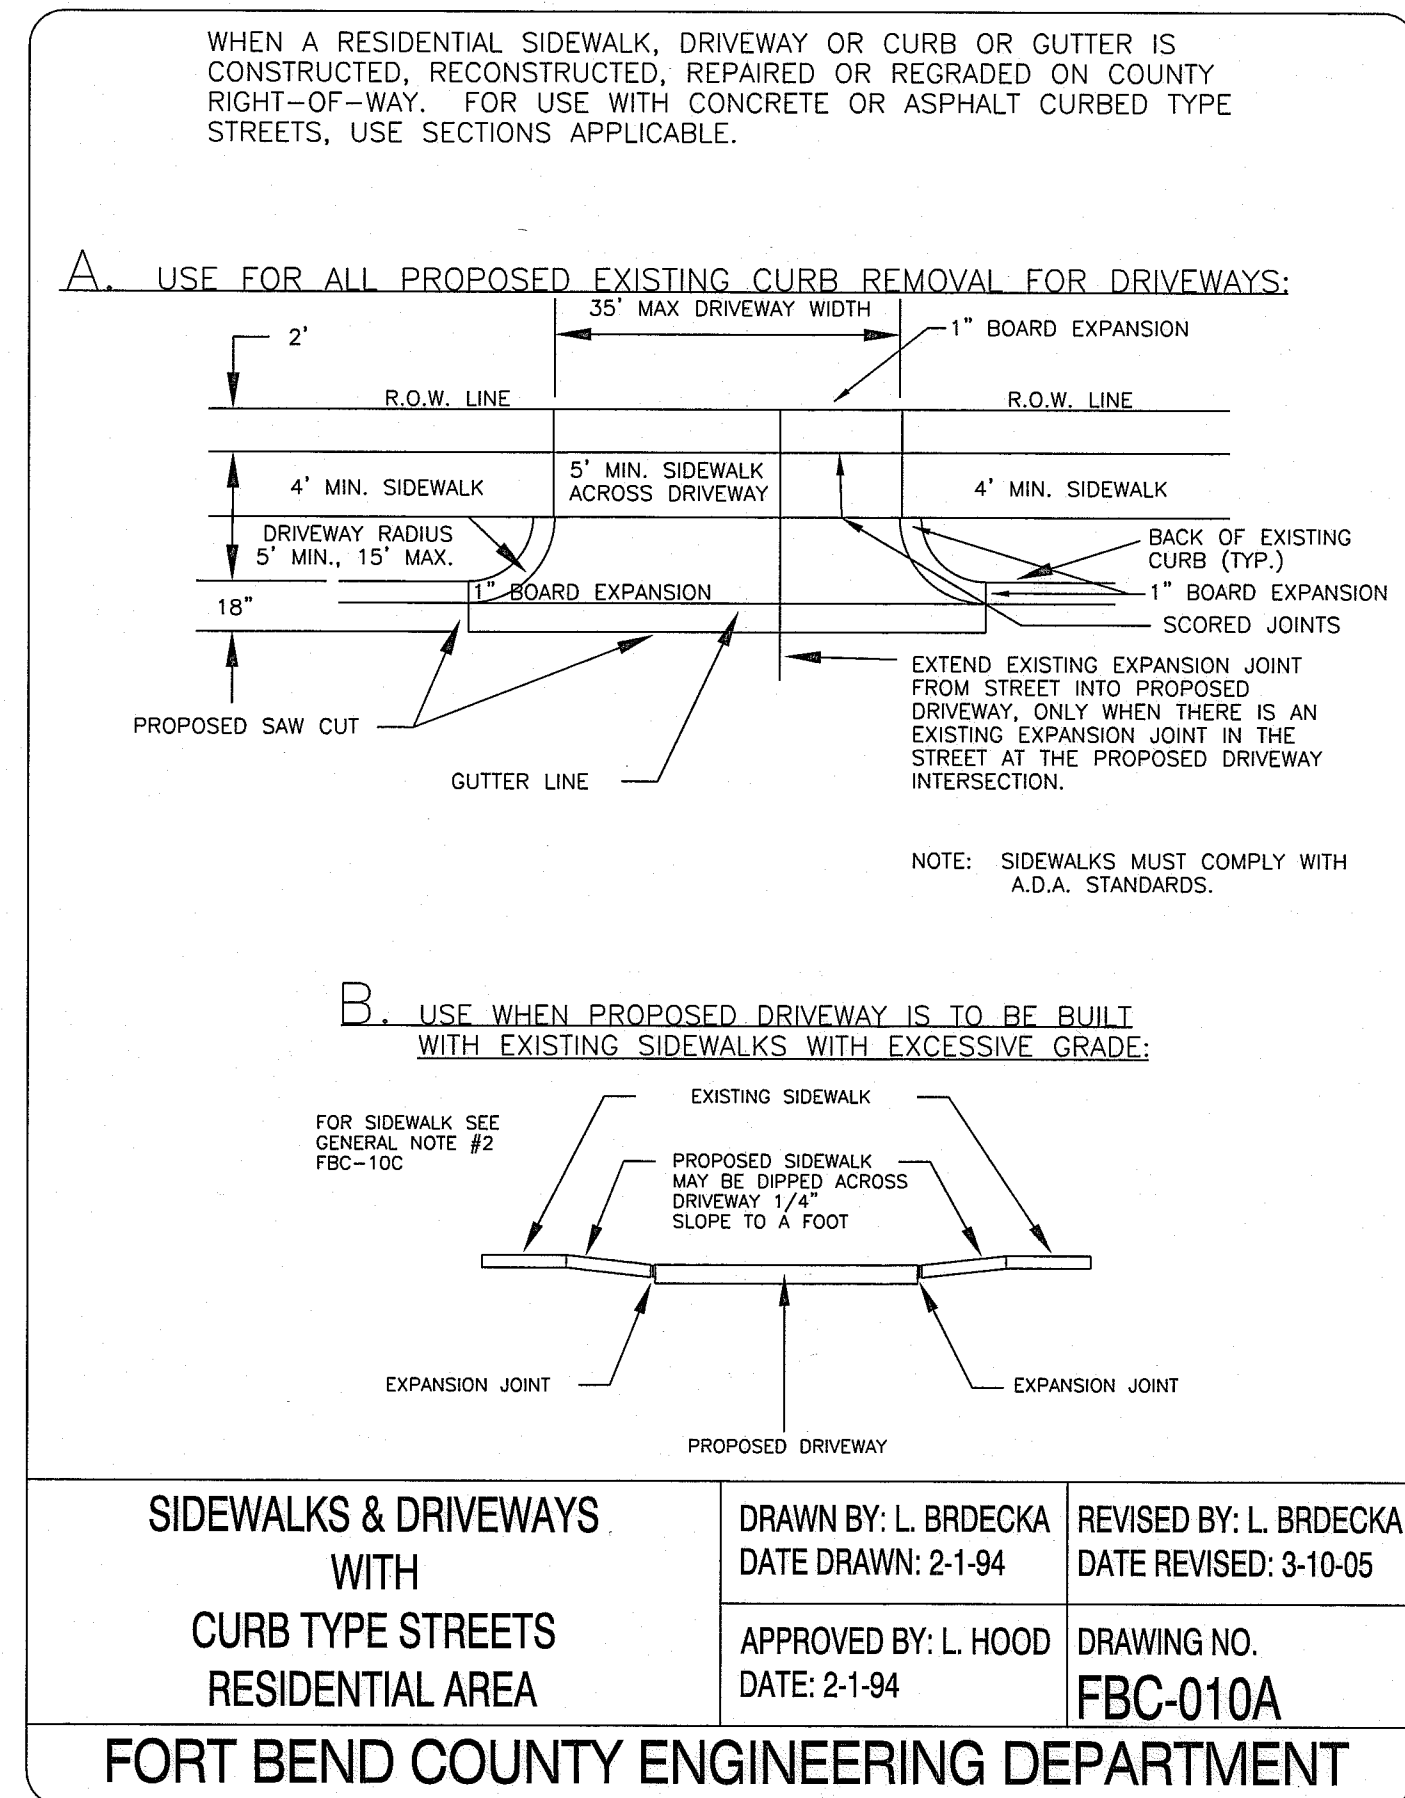 WHEN A RESIDENTIAL SIDEWALK, DRIVEWAY OR CURB OR GUTTER IS
CONSTRUCTED, RECONSTRUCTED, REPAIRED OR REGRADED ON COUNTY
RIGHT-OF-WAY. FOR USE WITH CONCRETE OR ASPHALT CURBED TYPE
STREETS, USE SECTIONS APPLICABLE.
A. USE FOR ALL PROPOSED EXISTING CURB REMOVAL FOR DRIVEWAYS:
35' MAX DRIVEWAY WIDTH
2'
1" BOARD EXPANSION
R.O.W. LINE
R.O.W. LINE
4' MIN. SIDEWALK
5' MIN. SIDEWALK
ACROSS DRIVEWAY
4' MIN. SIDEWALK
DRIVEWAY RADIUS
5' MIN., 15' MAX.
BACK OF EXISTING
CURB (TYP.)
18"
1" BOARD EXPANSION
1" BOARD EXPANSION
SCORED JOINTS
PROPOSED SAW CUT
GUTTER LINE
EXTEND EXISTING EXPANSION JOINT
FROM STREET INTO PROPOSED
DRIVEWAY, ONLY WHEN THERE IS AN
EXISTING EXPANSION JOINT IN THE
STREET AT THE PROPOSED DRIVEWAY
INTERSECTION.
NOTE: SIDEWALKS MUST COMPLY WITH
A.D.A. STANDARDS.
B. USE WHEN PROPOSED DRIVEWAY IS TO BE BUILT
WITH EXISTING SIDEWALKS WITH EXCESSIVE GRADE:
EXISTING SIDEWALK
FOR SIDEWALK SEE
GENERAL NOTE #2
FBC-10C
PROPOSED SIDEWALK
MAY BE DIPPED ACROSS
DRIVEWAY 1/4"
SLOPE TO A FOOT
EXPANSION JOINT
EXPANSION JOINT
PROPOSED DRIVEWAY
SIDEWALKS & DRIVEWAYS
WITH
CURB TYPE STREETS
RESIDENTIAL AREA
DRAWN BY: L. BRDECKA
DATE DRAWN: 2-1-94
REVISED BY: L. BRDECKA
DATE REVISED: 3-10-05
APPROVED BY: L. HOOD
DATE: 2-1-94
DRAWING NO.
FBC-010A
FORT BEND COUNTY ENGINEERING DEPARTMENT